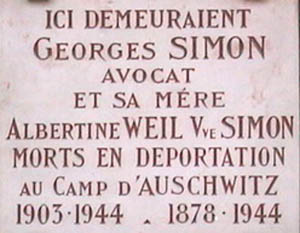 ICI DEMEURAIENT
GEORGES SIMON
AVOCAT
ET SA MÉRE
ALBERTINE WEIL Vve SIMON
MORTS EN DEPORTATION
AU CAMP D'AUSCHWITZ
1903·1944 ▴ 1878·1944